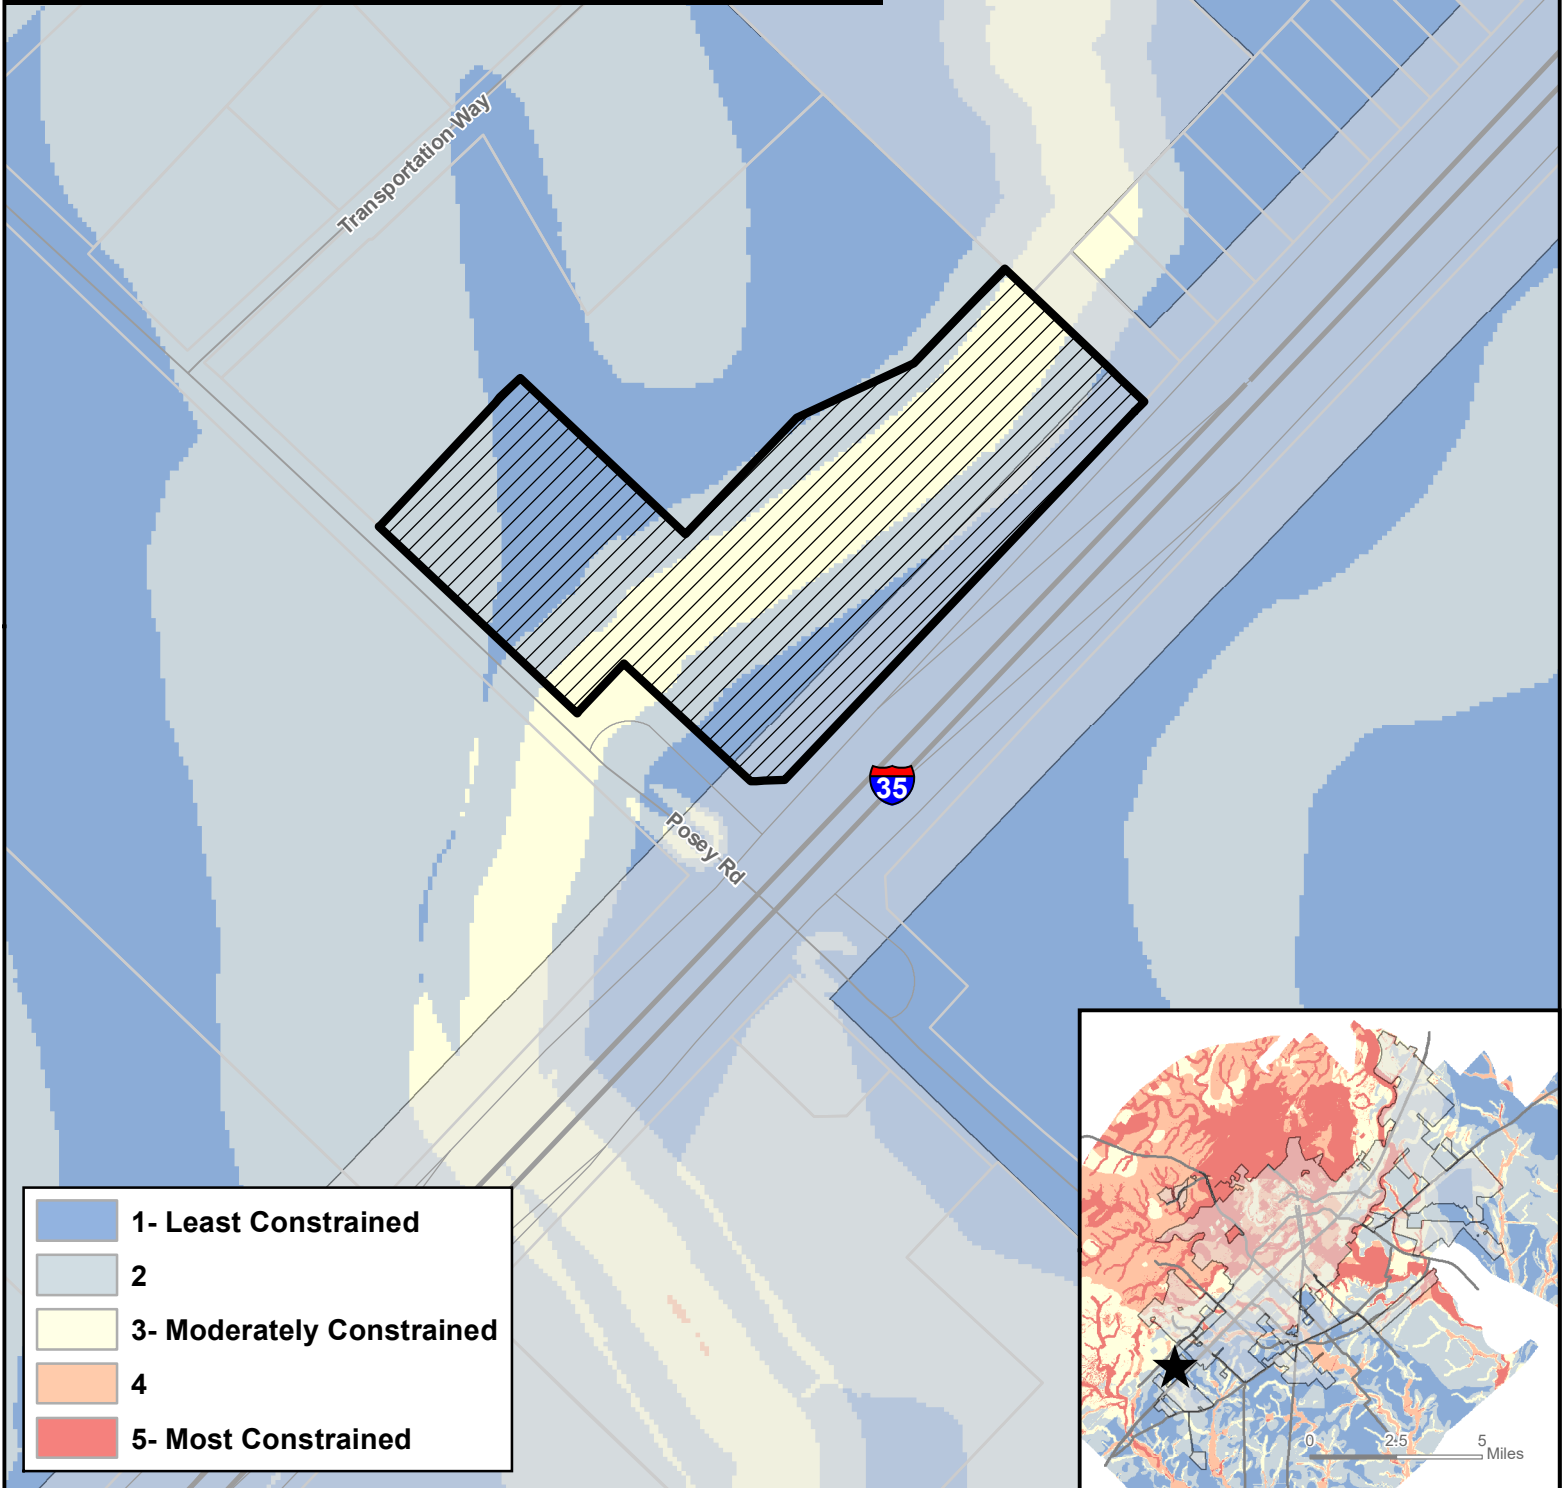 Transportation Way
35
Posey Rd
1- Least Constrained
2
3- Moderately Constrained
4
5- Most Constrained
0 2.5 5
Miles